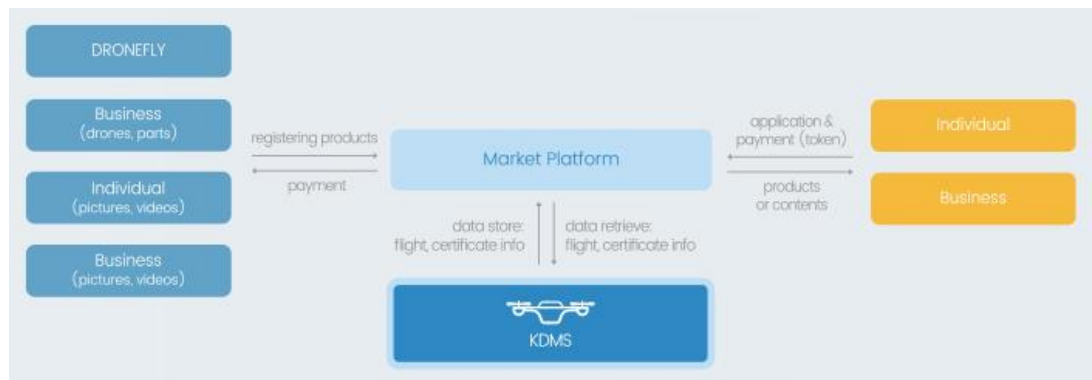 DRONEFLY
Business
(drones, parts)
Individual
(pictures, videos)
Business
(pictures, videos)
registering products
payment
Market Platform
application &
payment (token)
products
or contents
Individual
Business
data store:
flight, certificate info
data retrieve:
flight, certificate info
KDMS